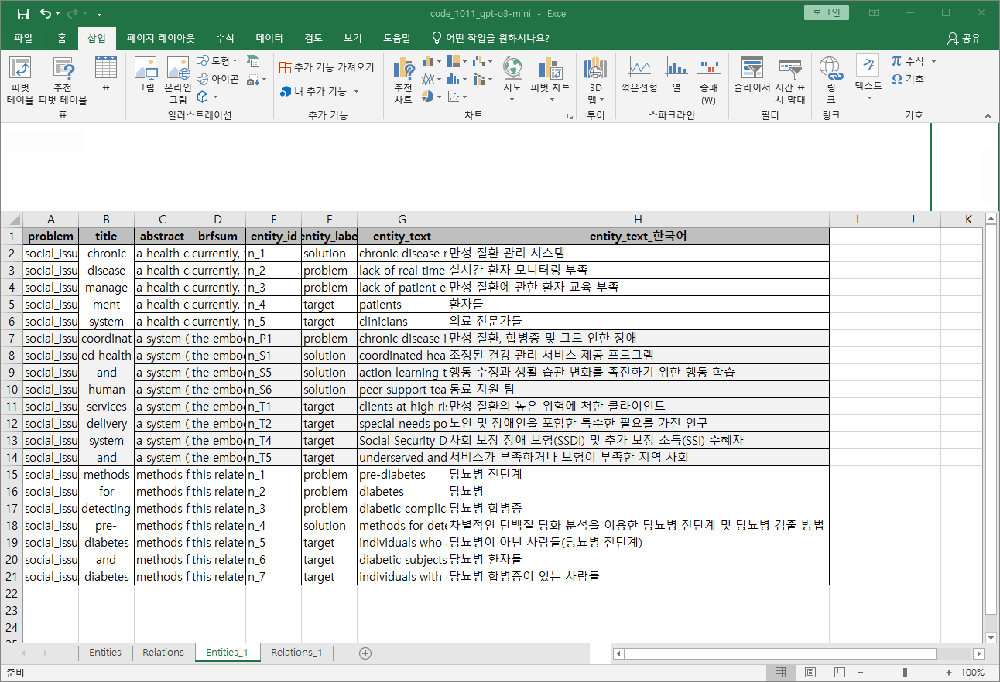 code_1011_gpt-o3-mini - Excel
로그인
파일 홈 삽입 페이지 레이아웃 수식 데이터 검토 보기 도움말 어떤 작업을 원하시나요? 공유
피벗 테이블
추천 피벗 테이블
표
표
그림
온라인 그림
도형
아이콘
일러스트레이션
추가 기능 가져오기
내 추가 기능
추가 기능
추천 차트
지도
피벗 차트
차트
3D 맵
투어
꺾은선형
열
승패 (W)
스파크라인
슬라이서
시간 표시 막대
필터
링크
링크
텍스트
π 수식
Ω 기호
기호
A B C D E F G H I J K
1 problem title abstract brfsum entity_id entity_labe entity_text entity_text_한국어
2 social_issu chronic a health c currently, n_1 solution chronic disease 만성 질환 관리 시스템
3 social_issu disease a health c currently, n_2 problem lack of real time 실시간 환자 모니터링 부족
4 social_issu manage a health c currently, n_3 problem lack of patient e 만성 질환에 관한 환자 교육 부족
5 social_issu ment a health c currently, n_4 target patients 환자들
6 social_issu system a health c currently, n_5 target clinicians 의료 전문가들
7 social_issu coordinat a system ( the emboc n_P1 problem chronic disease i 만성 질환, 합병증 및 그로 인한 장애
8 social_issu ed health a system ( the emboc n_S1 solution coordinated hea 조정된 건강 관리 서비스 제공 프로그램
9 social_issu and a system ( the emboc n_S5 solution action learning t 행동 수정과 생활 습관 변화를 촉진하기 위한 행동 학습
10 social_issu human a system ( the emboc n_S6 solution peer support tea 동료 지원 팀
11 social_issu services a system ( the emboc n_T1 target clients at high ri 만성 질환의 높은 위험에 처한 클라이언트
12 social_issu delivery a system ( the emboc n_T2 target special needs po 노인 및 장애인을 포함한 특수한 필요를 가진 인구
13 social_issu system a system ( the emboc n_T4 target Social Security D 사회 보장 장애 보험(SSDI) 및 추가 보장 소득(SSI) 수혜자
14 social_issu and a system ( the emboc n_T5 target underserved and 서비스가 부족하거나 보험이 부족한 지역 사회
15 social_issu methods methods f this relate n_1 problem pre-diabetes 당뇨병 전단계
16 social_issu for methods f this relate n_2 problem diabetes 당뇨병
17 social_issu detecting methods f this relate n_3 problem diabetic complic 당뇨병 합병증
18 social_issu pre- methods f this relate n_4 solution methods for dete 차별적인 단백질 당화 분석을 이용한 당뇨병 전단계 및 당뇨병 검출 방법
19 social_issu diabetes methods f this relate n_5 target individuals who 당뇨병이 아닌 사람들(당뇨병 전단계)
20 social_issu and methods f this relate n_6 target diabetic subjects 당뇨병 환자들
21 social_issu diabetes methods f this relate n_7 target individuals with 당뇨병 합병증이 있는 사람들
22
23
24
Entities Relations Entities_1 Relations_1
준비
100%